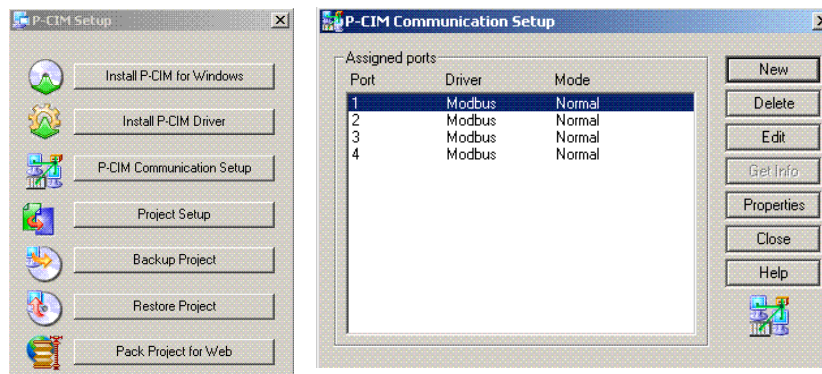 P-CIM Setup
Install P-CIM for Windows
Install P-CIM Driver
P-CIM Communication Setup
Project Setup
Backup Project
Restore Project
Pack Project for Web
P-CIM Communication Setup
Assigned ports
Port Driver Mode
1 Modbus Normal
2 Modbus Normal
3 Modbus Normal
4 Modbus Normal
New
Delete
Edit
Get Info
Properties
Close
Help